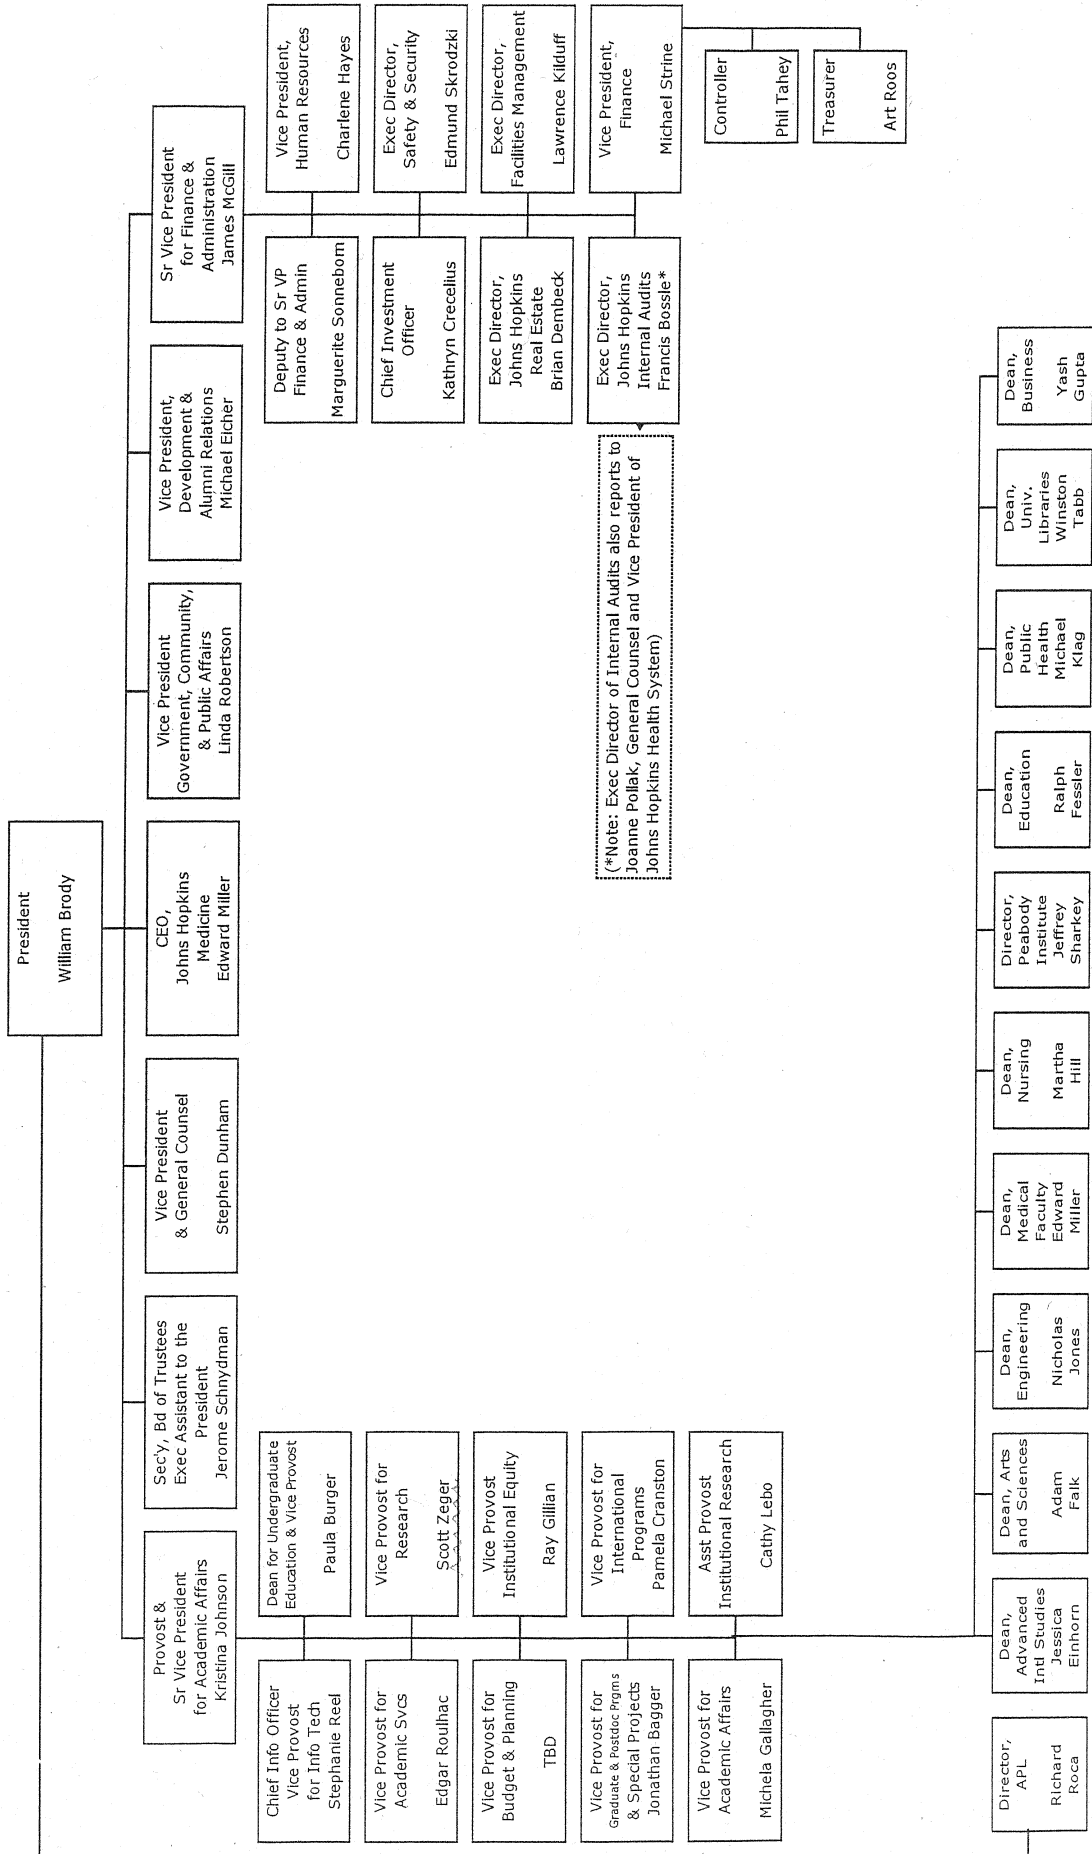 President
William Brody
Provost &
Sr Vice President
for Academic Affairs
Kristina Johnson
Sec'y, Bd of Trustees
Exec Assistant to the
President
Jerome Schnydman
Vice President
& General Counsel
Stephen Dunham
CEO,
Johns Hopkins
Medicine
Edward Miller
Vice President
Government, Community,
& Public Affairs
Linda Robertson
Vice President,
Development &
Alumni Relations
Michael Eicher
Sr Vice President
for Finance &
Administration
James McGill
Chief Info Officer
Vice Provost
for Info Tech
Stephanie Reel
Dean for Undergraduate
Education & Vice Provost
Paula Burger
Vice Provost for
Academic Svcs
Edgar Roulhac
Vice Provost for
Research
Scott Zeger
Vice Provost for
Budget & Planning
TBD
Vice Provost
Institutional Equity
Ray Gillian
Vice Provost for
Graduate & Postdoc Prgms
& Special Projects
Jonathan Bagger
Vice Provost for
International
Programs
Pamela Cranston
Vice Provost for
Academic Affairs
Michela Gallagher
Asst Provost
Institutional Research
Cathy Lebo
Deputy to Sr VP
Finance & Admin
Marguerite Sonneborn
Vice President,
Human Resources
Charlene Hayes
Chief Investment
Officer
Kathryn Crecelius
Exec Director,
Safety & Security
Edmund Skrodzki
Exec Director,
Johns Hopkins
Real Estate
Brian Dembeck
Exec Director,
Facilities Management
Lawrence Kilduff
Exec Director,
Johns Hopkins
Internal Audits
Francis Bossle*
Vice President,
Finance
Michael Strine
(*Note: Exec Director of Internal Audits also reports to
Joanne Pollak, General Counsel and Vice President of
Johns Hopkins Health System)
Controller
Phil Tahey
Treasurer
Art Roos
Director,
APL
Richard
Roca
Dean,
Advanced
Intl Studies
Jessica
Einhorn
Dean, Arts
and Sciences
Adam
Falk
Dean,
Engineering
Nicholas
Jones
Dean,
Medical
Faculty
Edward
Miller
Dean,
Nursing
Martha
Hill
Director,
Peabody
Institute
Jeffrey
Sharkey
Dean,
Education
Ralph
Fessler
Dean,
Public
Health
Michael
Klag
Dean,
Univ.
Libraries
Winston
Tabb
Dean,
Business
Yash
Gupta